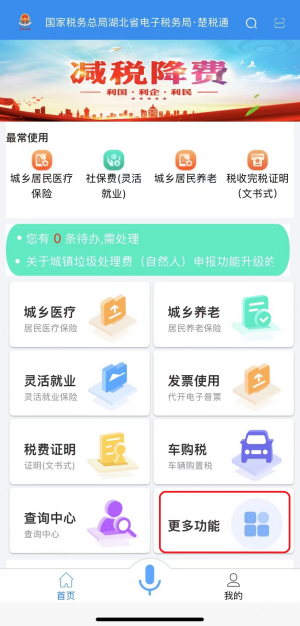 国家税务总局湖北省电子税务局·楚税通
减税降费
利国·利企·利民
最常使用
城乡居民医疗保险
社保费(灵活就业)
城乡居民养老
税收完税证明(文书式)
您有 0 条待办,需处理
关于城镇垃圾处理费（自然人）申报功能升级的
城乡医疗
居民医疗保险
城乡养老
居民养老保险
灵活就业
灵活就业保险
发票使用
代开电子普票
税费证明
证明(文书式)
车购税
车辆购置税
查询中心
查询中心
更多功能
首页
我的